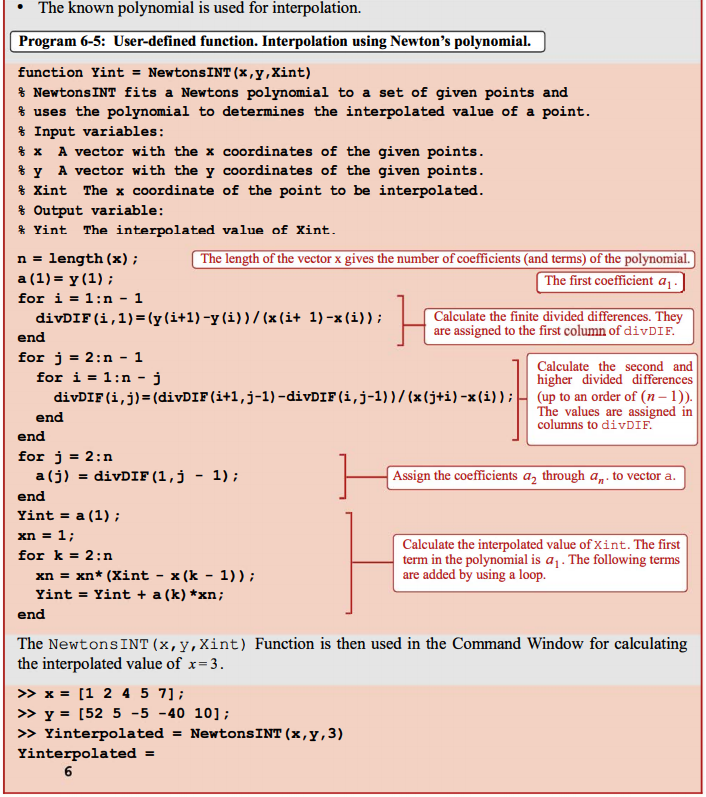 • The known polynomial is used for interpolation.
Program 6-5: User-defined function. Interpolation using Newton's polynomial.
function Yint = NewtonsINT(x,y,Xint)
% NewtonsINT fits a Newtons polynomial to a set of given points and
% uses the polynomial to determines the interpolated value of a point.
% Input variables:
% x  A vector with the x coordinates of the given points.
% y  A vector with the y coordinates of the given points.
% Xint  The x coordinate of the point to be interpolated.
% Output variable:
% Yint  The interpolated value of Xint.
n = length(x);
The length of the vector x gives the number of coefficients (and terms) of the polynomial.
a(1)= y(1);
The first coefficient a₁.
for i = 1:n - 1
divDIF(i,1)=(y(i+1)-y(i))/(x(i+ 1)-x(i));
end
Calculate the finite divided differences. They
are assigned to the first column of divDIF.
for j = 2:n - 1
for i = 1:n - j
divDIF(i,j)=(divDIF(i+1,j-1)-divDIF(i,j-1))/(x(j+i)-x(i));
end
end
Calculate the second and
higher divided differences
(up to an order of (n – 1)).
The values are assigned in
columns to divDIF.
for j = 2:n
a(j) = divDIF(1,j - 1);
end
Assign the coefficients a₂ through aₙ. to vector a.
Yint = a(1);
xn = 1;
for k = 2:n
xn = xn*(Xint - x(k - 1));
Yint = Yint + a(k)*xn;
end
Calculate the interpolated value of Xint. The first
term in the polynomial is a₁. The following terms
are added by using a loop.
The NewtonsINT(x,y,Xint) Function is then used in the Command Window for calculating
the interpolated value of x=3.
>> x = [1 2 4 5 7];
>> y = [52 5 -5 -40 10];
>> Yinterpolated = NewtonsINT(x,y,3)
Yinterpolated =
6